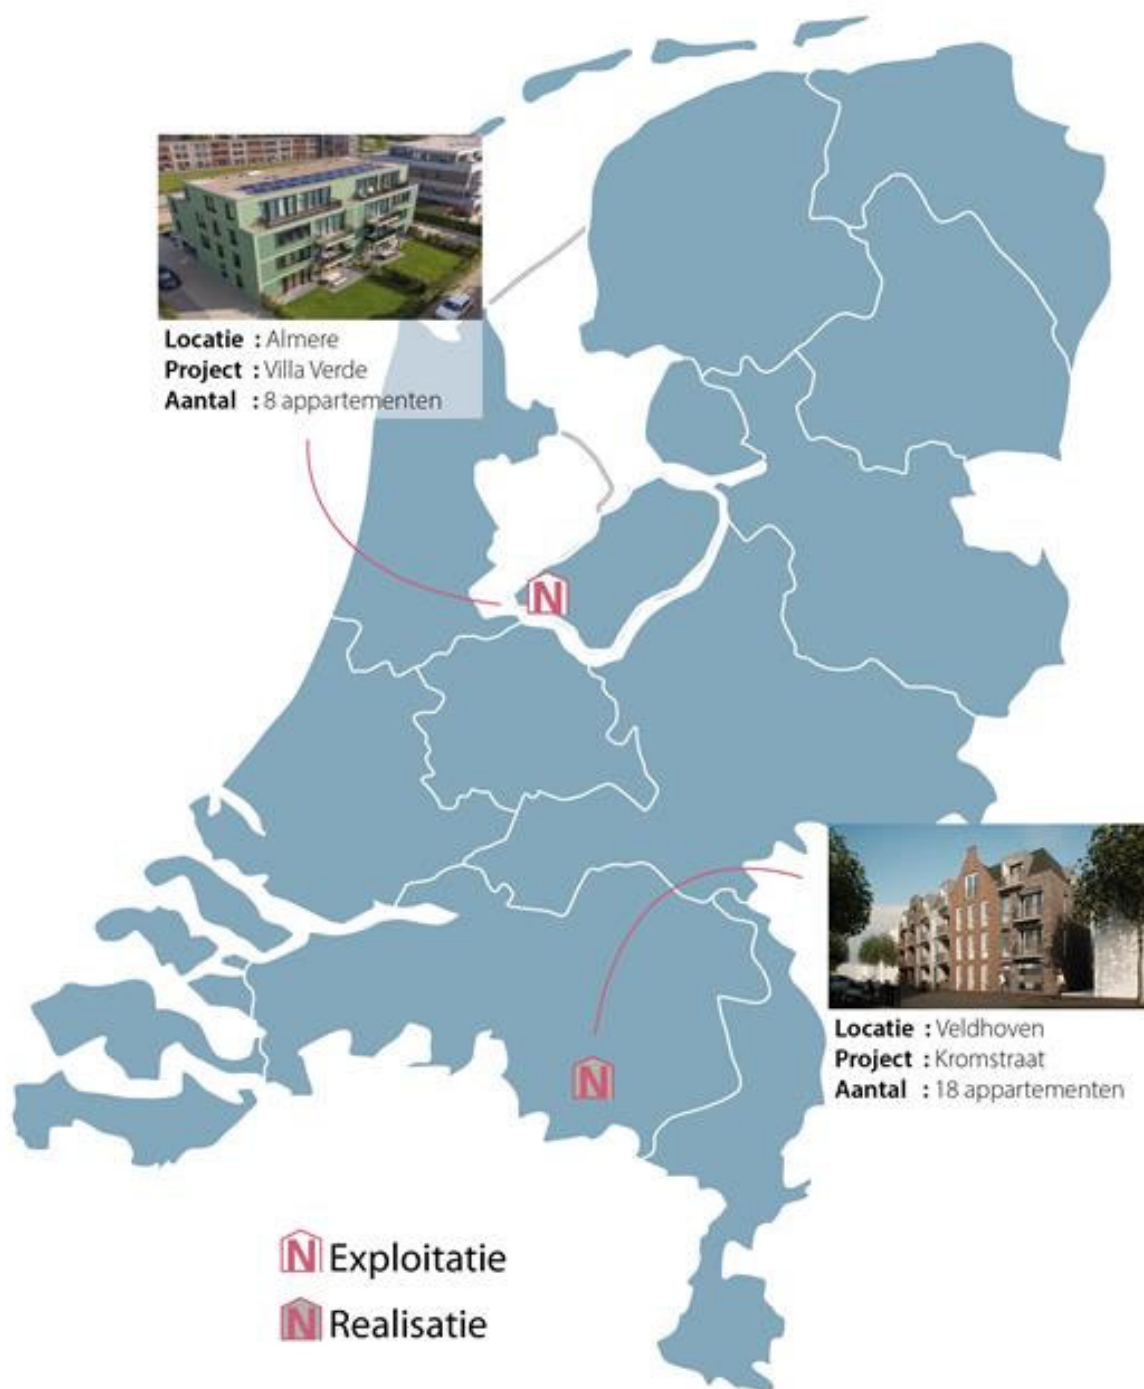 Locatie : Almere
Project : Villa Verde
Aantal : 8 appartementen
N
Locatie : Veldhoven
Project : Kromstraat
Aantal : 18 appartementen
N
N Exploitatie
N Realisatie